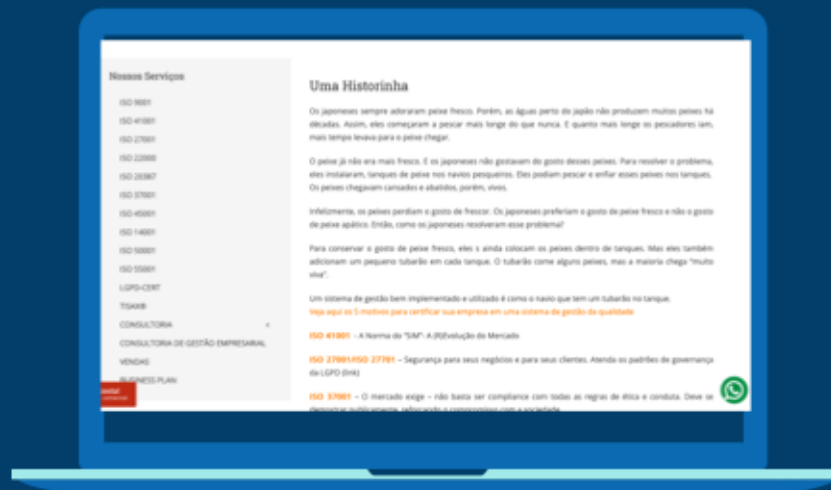 Nossos Serviços
ISO 9001
ISO 41001
ISO 27001
ISO 22000
ISO 20387
ISO 37001
ISO 45001
ISO 14001
ISO 50001
ISO 55001
LGPD-CERT
TISAX®
CONSULTORIA <
CONSULTORIA DE GESTÃO EMPRESARIAL
VENDAS
BUSINESS PLAN
Uma Historinha
Os japoneses sempre adoraram peixe fresco. Porém, as águas perto do Japão não produzem muitos peixes há
décadas. Assim, eles começaram a pescar mais longe do que nunca. E quanto mais longe os pescadores iam,
mais tempo levava para o peixe chegar.
O peixe já não era mais fresco. E os japoneses não gostavam do gosto desses peixes. Para resolver o problema,
eles instalaram, tanques de peixe nos navios pesqueiros. Eles podiam pescar e enfiar esses peixes nos tanques.
Os peixes chegavam cansados e abatidos, porém, vivos.
Infelizmente, os peixes perdiam o gosto de frescor. Os japoneses preferiam o gosto de peixe fresco e não o gosto
de peixe apático. Então, como os japoneses resolveram esse problema?
Para conservar o gosto de peixe fresco, eles s ainda colocam os peixes dentro de tanques. Mas eles também
adicionam um pequeno tubarão em cada tanque. O tubarão come alguns peixes, mas a maioria chega "muito
viva".
Um sistema de gestão bem implementado e utilizado é como o navio que tem um tubarão no tanque.
Veja aqui os 5 motivos para certificar sua empresa em uma sistema de gestão da qualidade
ISO 41001 – A Norma do "SIM": A (R)Evolução do Mercado
ISO 27001/ISO 27701 – Segurança para seus negócios e para seus clientes. Atenda os padrões de governança
da LGPD (link)
ISO 37001 – O mercado exige – não basta ser compliance com todas as regras de ética e conduta. Deve se
demostrar publicamente, reforçando o compromisso com a sociedade.